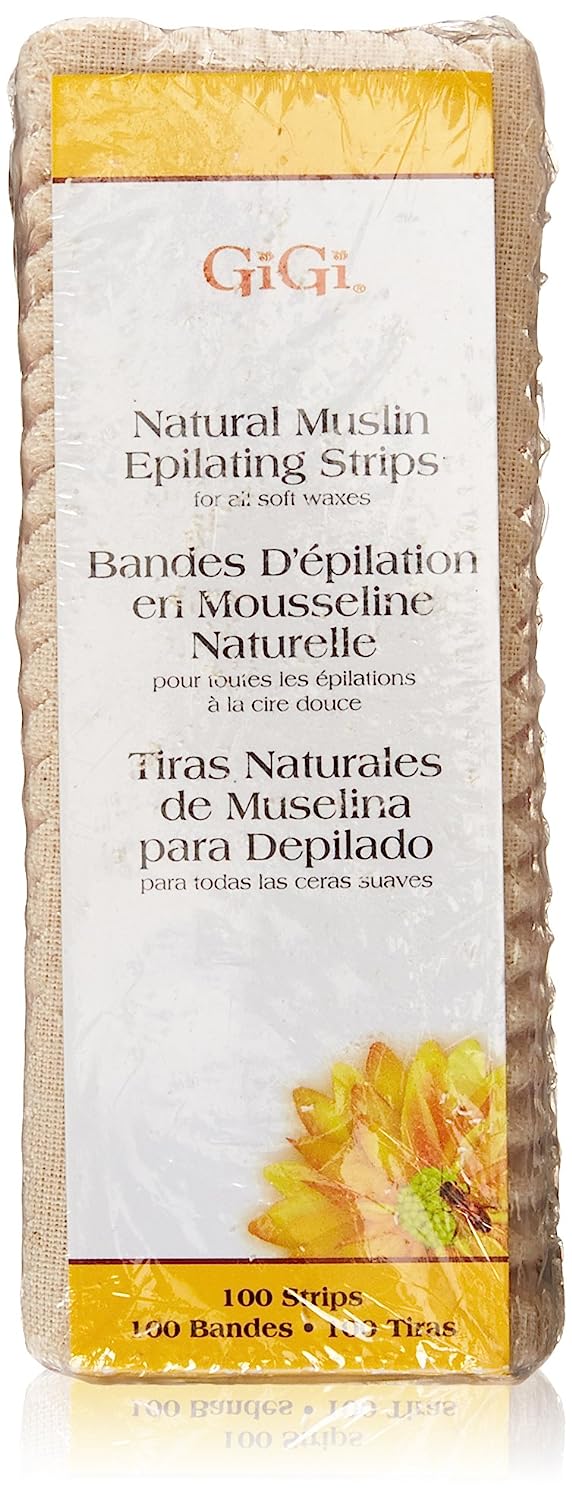 GiGi®
Natural Muslin
Epilating Strips
for all soft waxes
Bandes D'épilation
en Mousseline
Naturelle
pour toutes les épilations
à la cire douce
Tiras Naturales
de Muselina
para Depilado
para todas las ceras suaves
100 Strips
100 Bandes • 100 Tiras